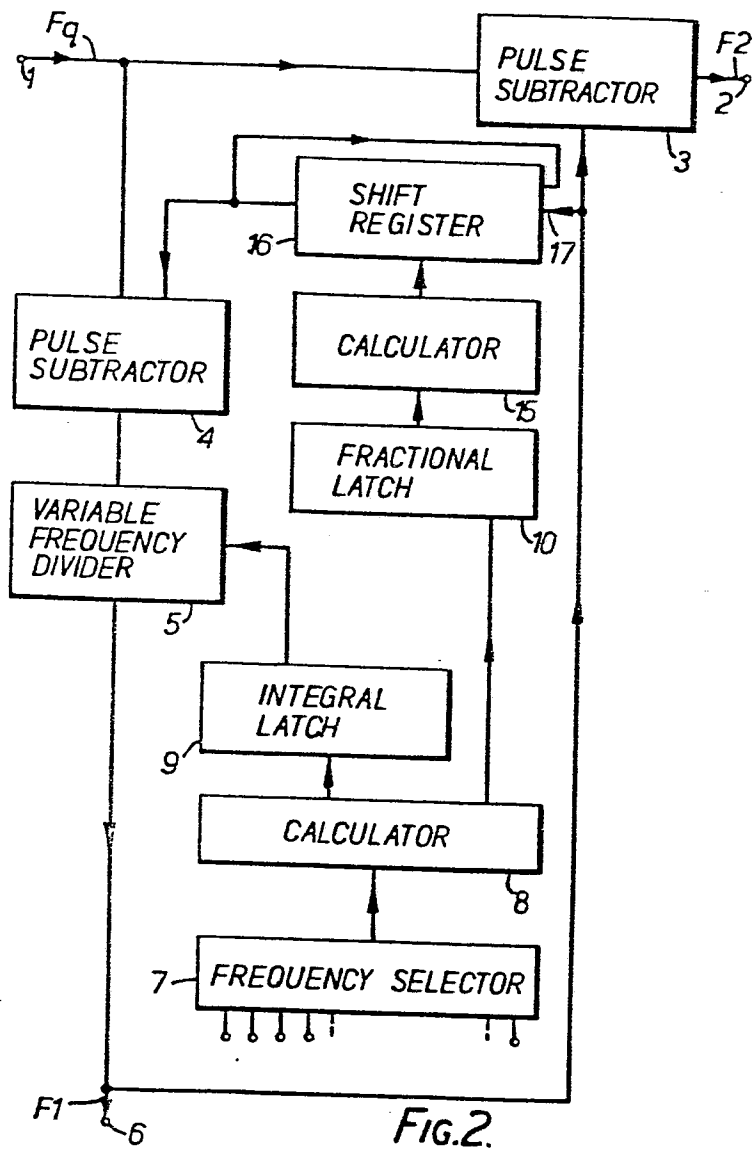 Fq
1
PULSE
SUBTRACTOR
F2
2
3
SHIFT
REGISTER
16
17
PULSE
SUBTRACTOR
4
CALCULATOR
15
FRACTIONAL
LATCH
10
VARIABLE
FREQUENCY
DIVIDER
5
INTEGRAL
LATCH
9
CALCULATOR
8
7
FREQUENCY SELECTOR
F1
6
FIG.2.